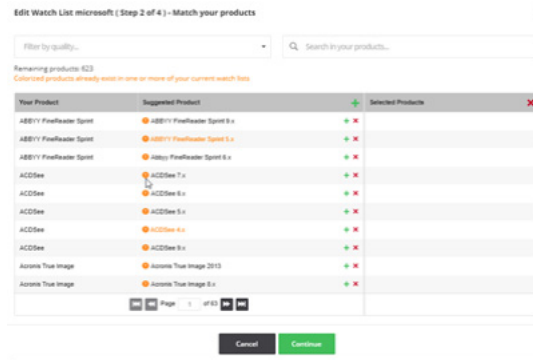 Edit Watch List microsoft ( Step 2 of 4 ) - Match your products
Filter by quality...
Search in your products...
Remaining products: 623
Colorized products already exist in one or more of your current watch lists
Your Product Suggested Product Selected Products
ABBYY FineReader Sprint ABBYY FineReader Sprint 8.x
ABBYY FineReader Sprint ABBYY FineReader Sprint 5.x
ABBYY FineReader Sprint Abbyy FineReader Sprint 6.x
ACDSee ACDSee 7.x
ACDSee ACDSee 6.x
ACDSee ACDSee 5.x
ACDSee ACDSee 4.x
ACDSee ACDSee 8.x
Acronis True Image Acronis True Image 2013
Acronis True Image Acronis True Image 8.x
Page 1 of 63
Cancel Continue